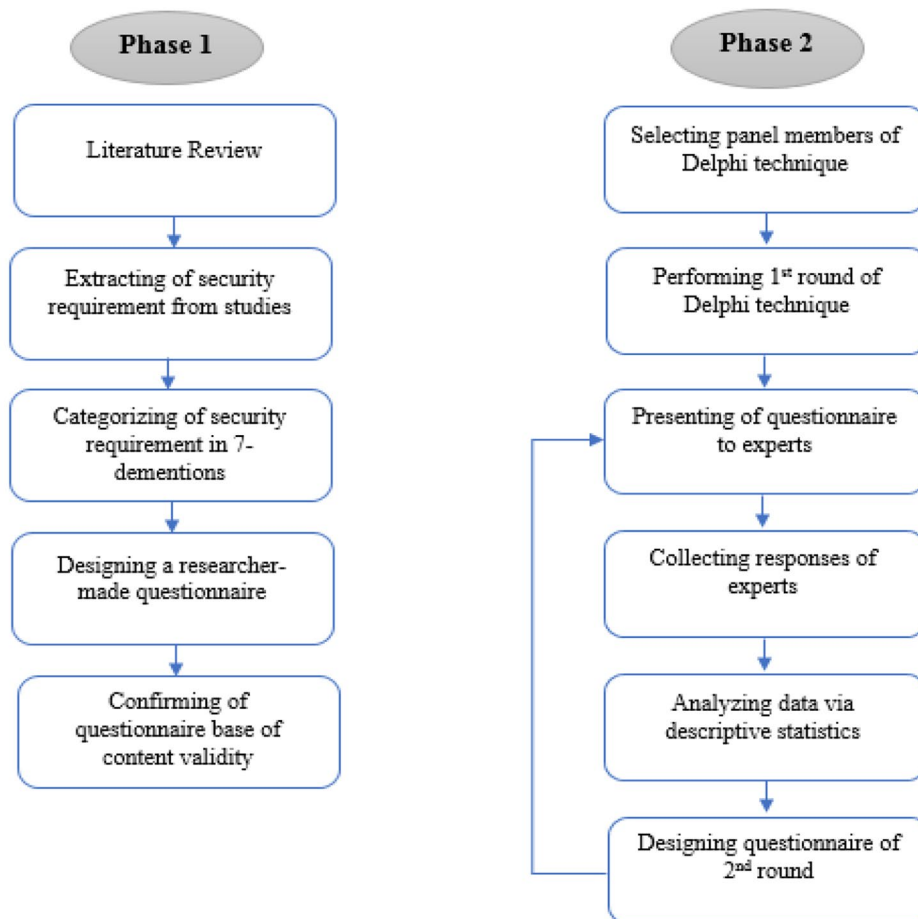 Phase 1
Literature Review
Extracting of security
requirement from studies
Categorizing of security
requirement in 7-
dementions
Designing a researcher-
made questionnaire
Confirming of
questionnaire base of
content validity
Phase 2
Selecting panel members of
Delphi technique
Performing 1st round of
Delphi technique
Presenting of questionnaire
to experts
Collecting responses of
experts
Analyzing data via
descriptive statistics
Designing questionnaire of
2nd round